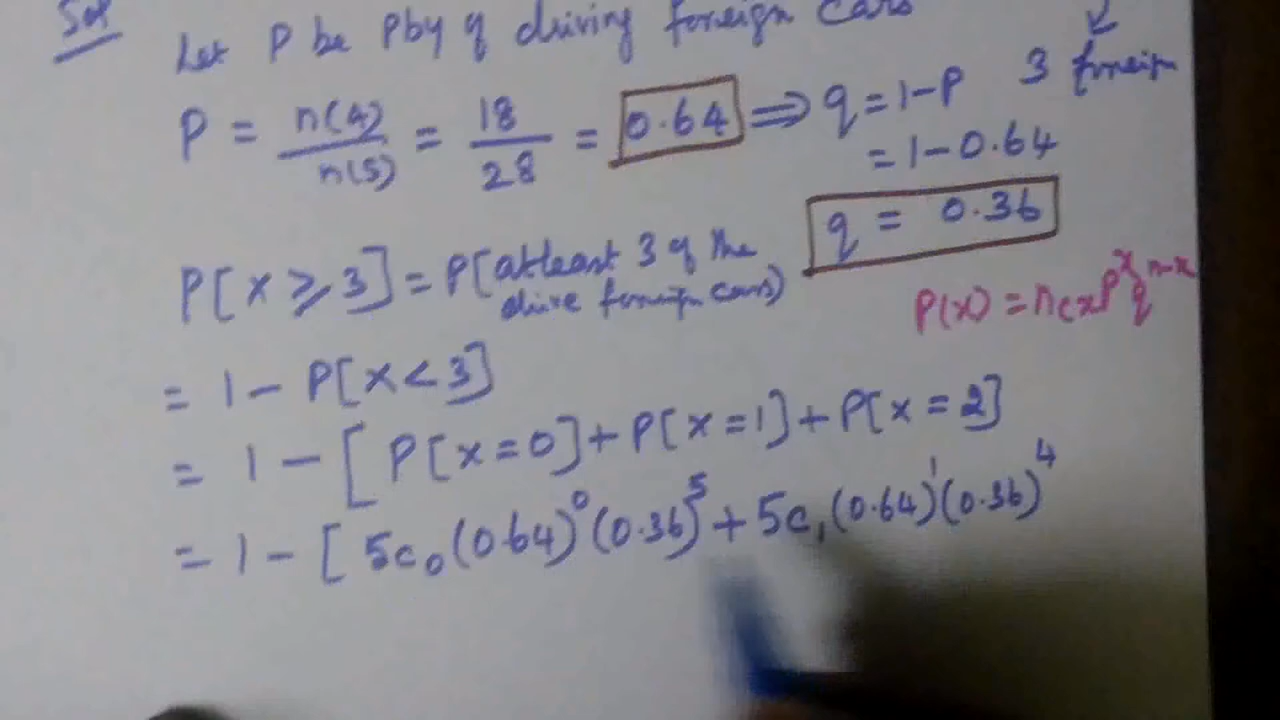 Sol
Let P be Pby of driving foreign cars
P = n(A)/n(S) = 18/28 = 0.64 ⟹ q = 1-P
= 1-0.64
q = 0.36
3 foreign
P[x ≥ 3] = P[atleast 3 of the
drive foreign cars)
P(x) = ncx p^x q^n-x
= 1 - P[x < 3]
= 1 - [ P[x = 0] + P[x = 1] + P[x = 2]
= 1 - [ 5c₀ (0.64)⁰ (0.36)⁵ + 5c₁ (0.64)¹ (0.36)⁴